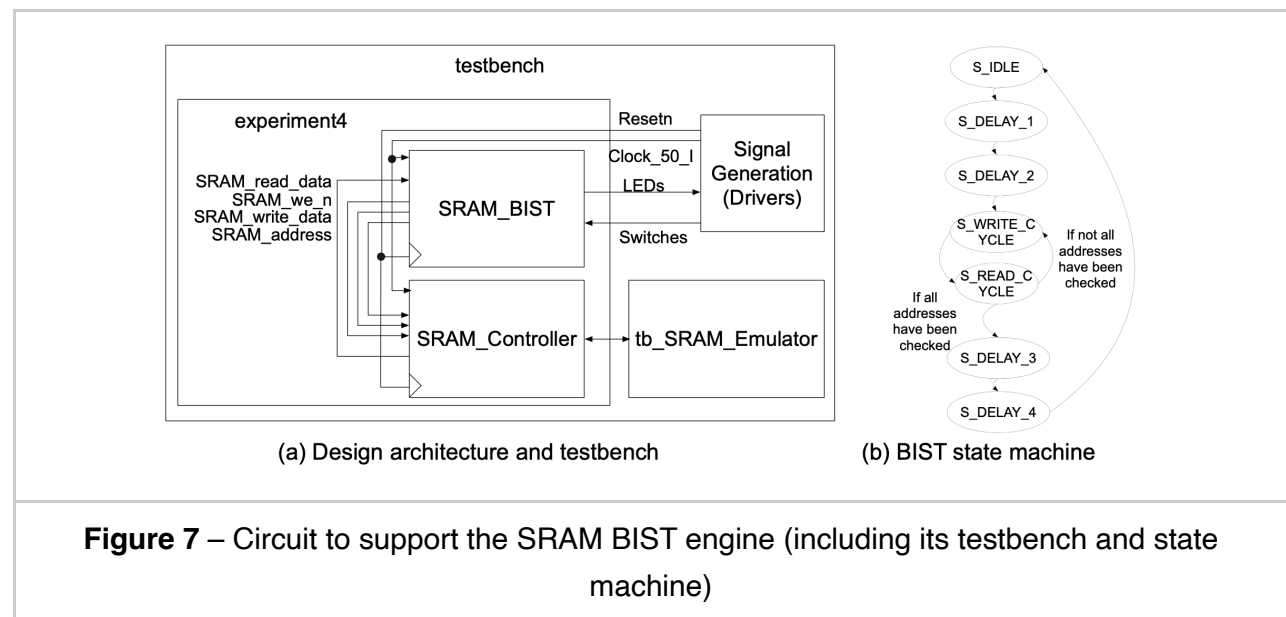 testbench
experiment4
Resetn
Clock_50_I
LEDs
Switches
Signal
Generation
(Drivers)
SRAM_read_data
SRAM_we_n
SRAM_write_data
SRAM_address
SRAM_BIST
SRAM_Controller
tb_SRAM_Emulator
(a) Design architecture and testbench
S_IDLE
S_DELAY_1
S_DELAY_2
S_WRITE_C
YCLE
S_READ_C
YCLE
If not all
addresses
have been
checked
If all
addresses
have been
checked
S_DELAY_3
S_DELAY_4
(b) BIST state machine
Figure 7 – Circuit to support the SRAM BIST engine (including its testbench and state
machine)